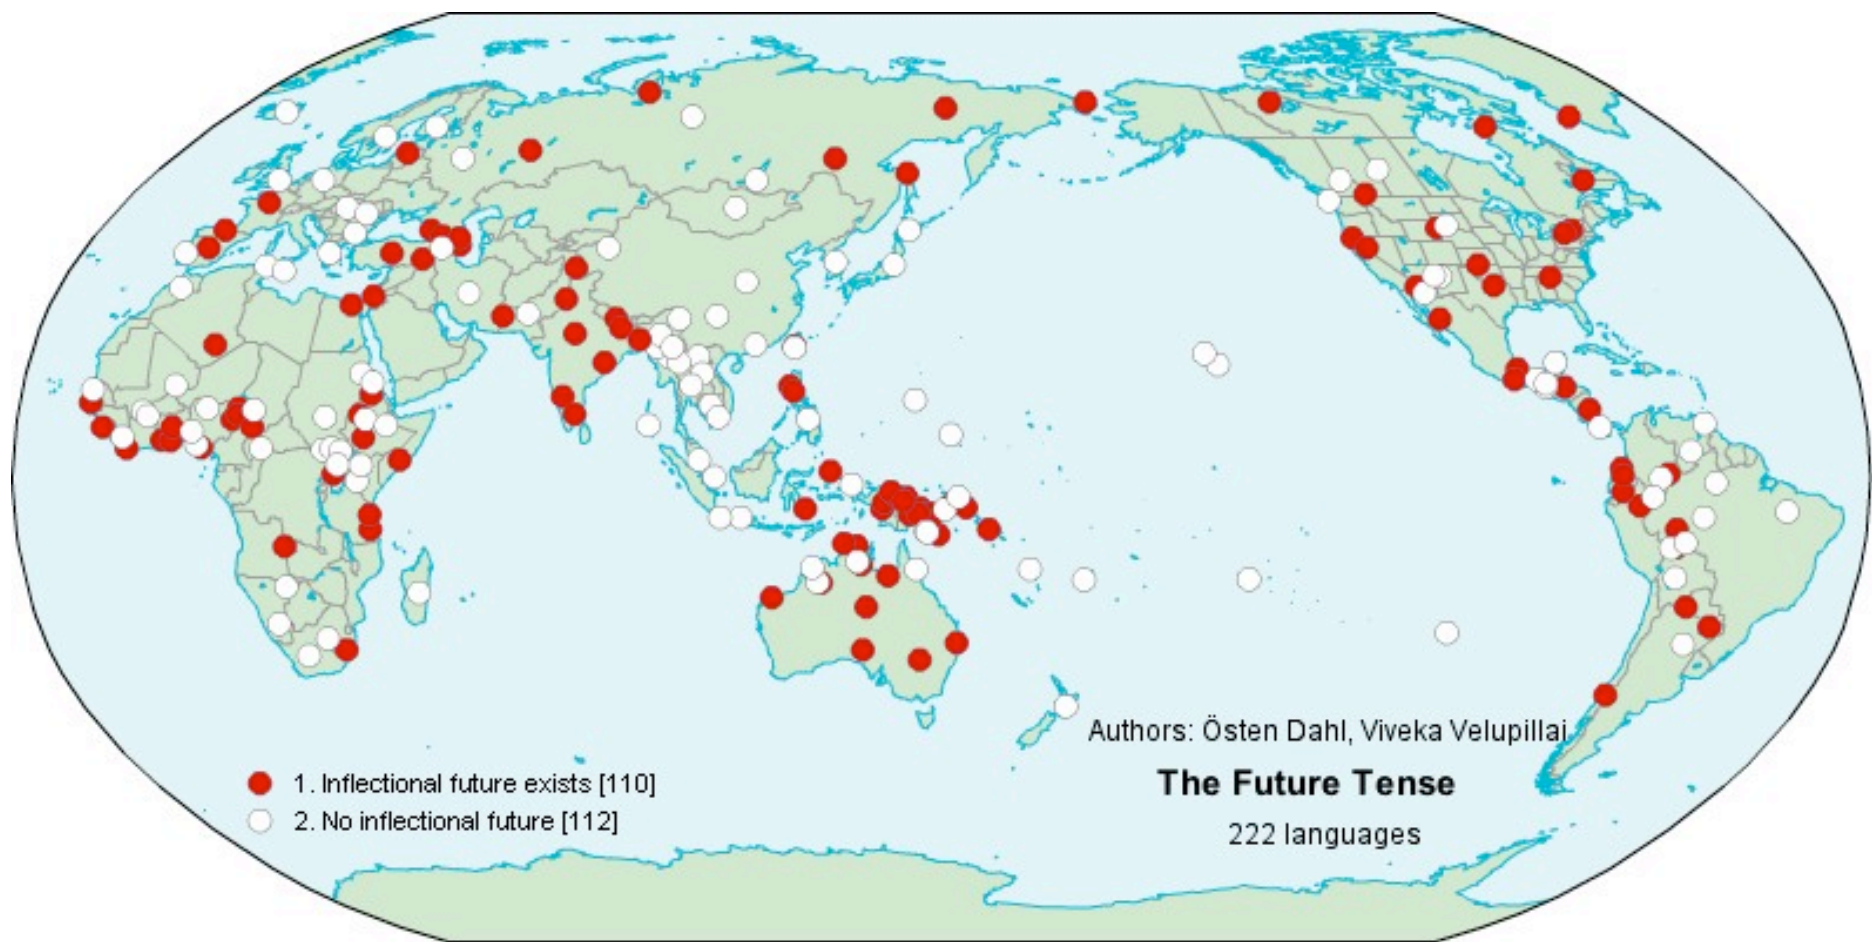 Authors: Östen Dahl, Viveka Velupillai
The Future Tense
222 languages
1. Inflectional future exists [110]
2. No inflectional future [112]